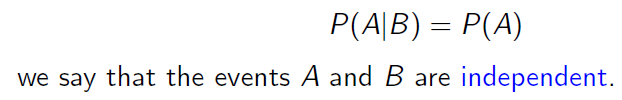 P(A|B) = P(A)
we say that the events A and B are independent.